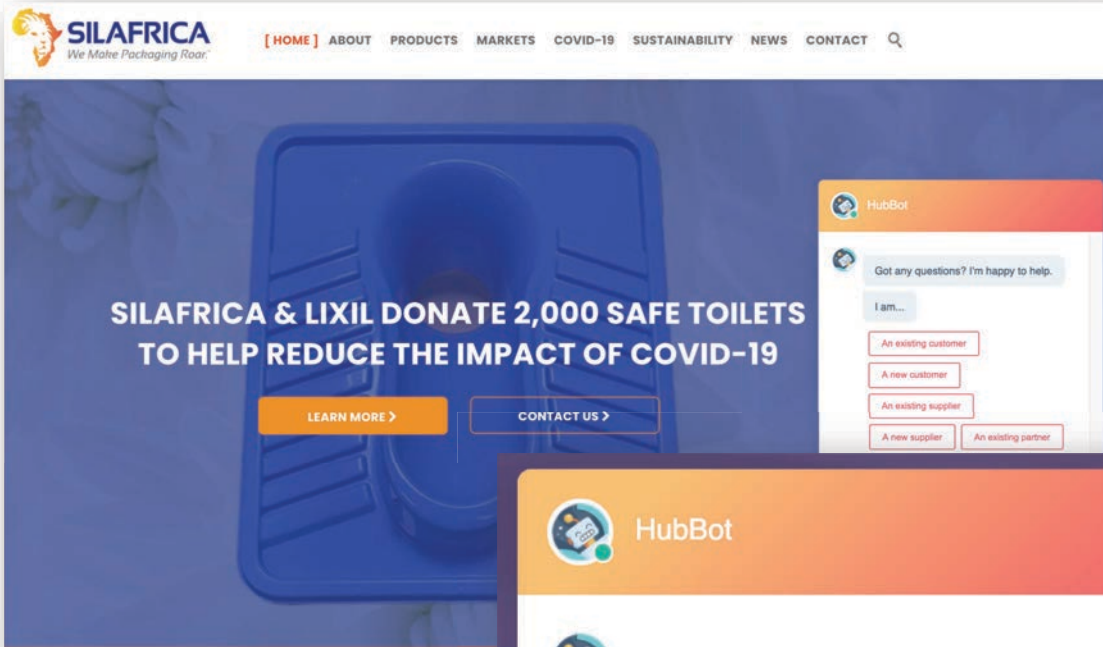 SILAFRICA
We Make Packaging Roar.
[ HOME ] ABOUT PRODUCTS MARKETS COVID-19 SUSTAINABILITY NEWS CONTACT
SILAFRICA & LIXIL DONATE 2,000 SAFE TOILETS
TO HELP REDUCE THE IMPACT OF COVID-19
LEARN MORE >
CONTACT US >
HubBot
Got any questions? I'm happy to help.
I am...
An existing customer
A new customer
An existing supplier
A new supplier An existing partner
HubBot